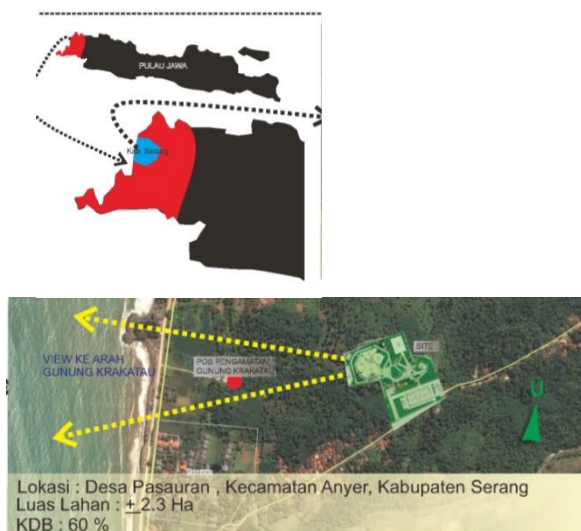 PULAU JAWA
Kab. Serang
VIEW KE ARAH
GUNUNG KRAKATAU
POS PENGAMATAN
GUNUNG KRAKATAU
SITE
U
Lokasi : Desa Pasauran , Kecamatan Anyer, Kabupaten Serang
Luas Lahan : ± 2.3 Ha
KDB : 60 %